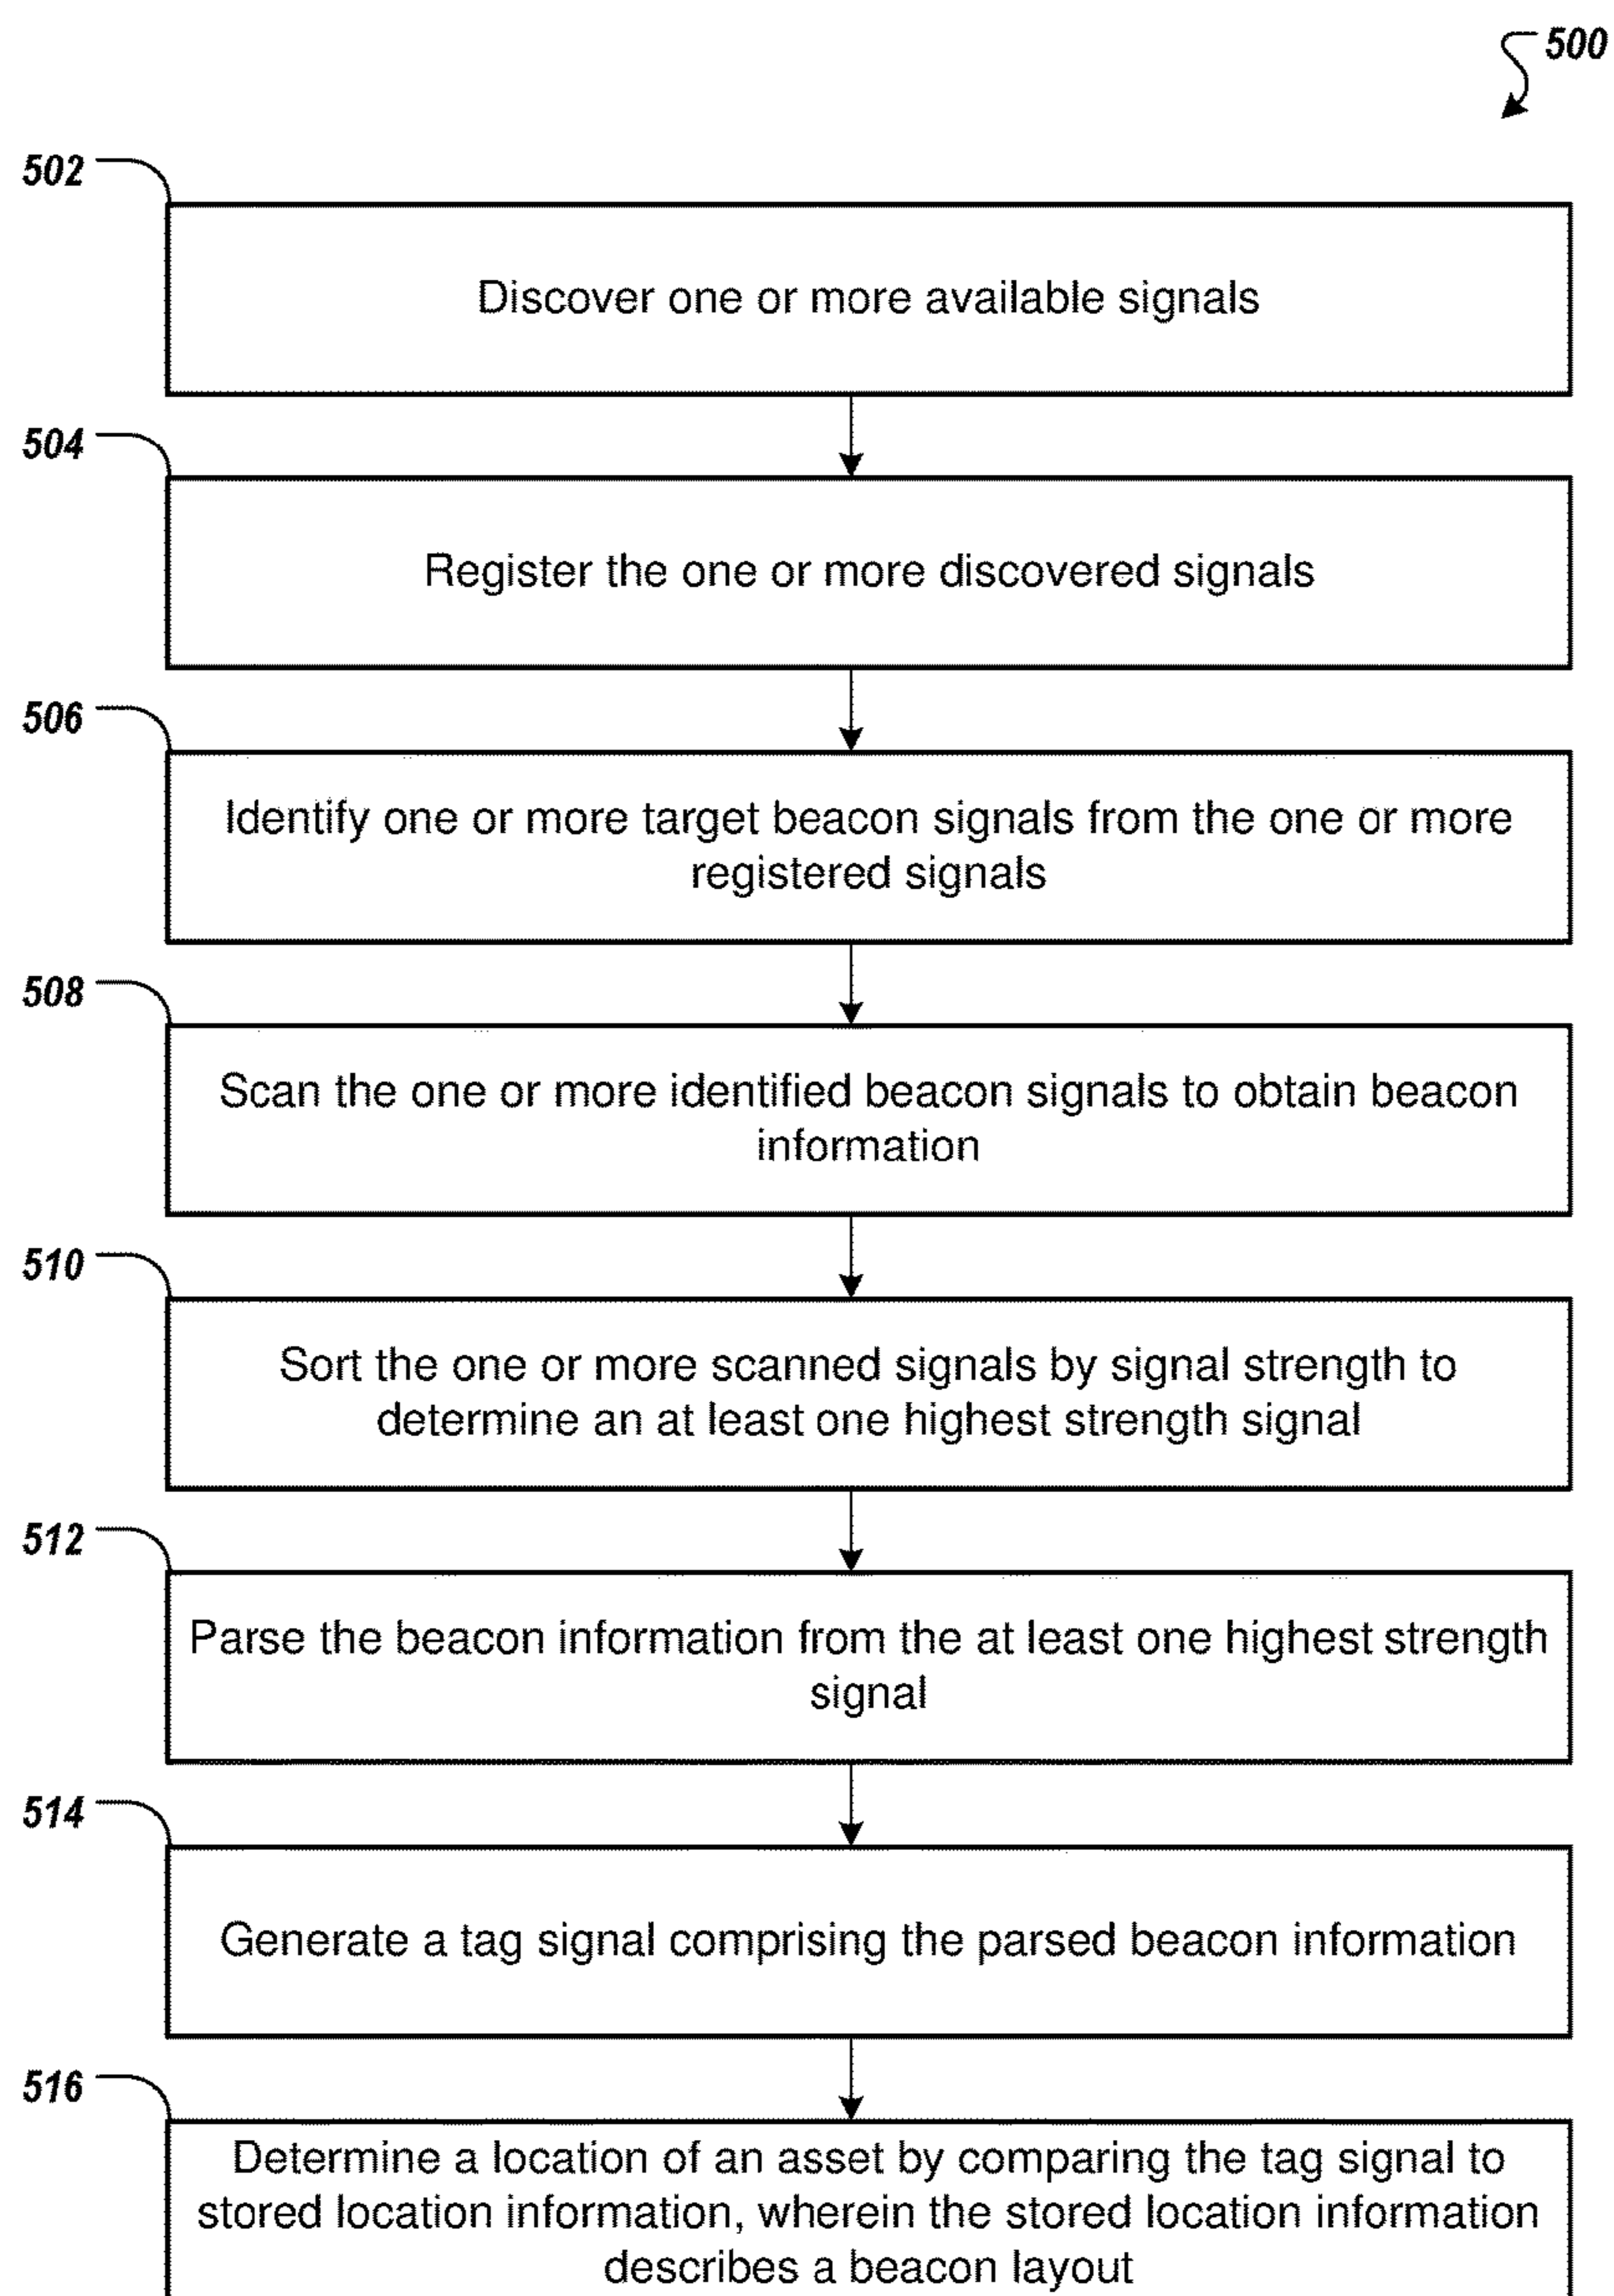 500
502
Discover one or more available signals
504
Register the one or more discovered signals
506
Identify one or more target beacon signals from the one or more
registered signals
508
Scan the one or more identified beacon signals to obtain beacon
information
510
Sort the one or more scanned signals by signal strength to
determine an at least one highest strength signal
512
Parse the beacon information from the at least one highest strength
signal
514
Generate a tag signal comprising the parsed beacon information
516
Determine a location of an asset by comparing the tag signal to
stored location information, wherein the stored location information
describes a beacon layout